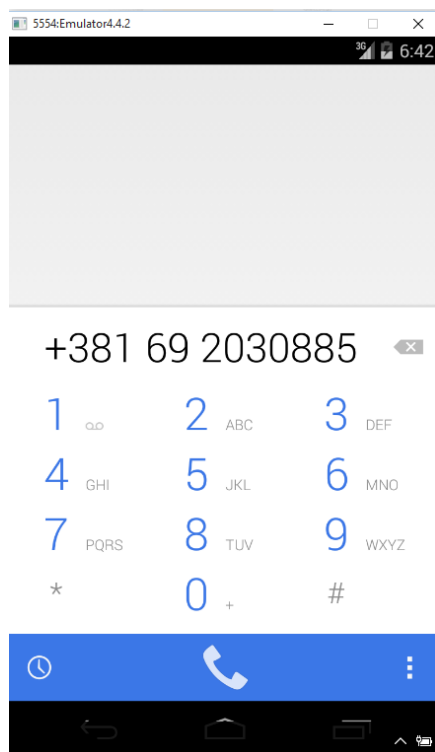 5554:Emulator4.4.2
3G 6:42
+381 69 2030885
1 2 ABC 3 DEF
4 GHI 5 JKL 6 MNO
7 PQRS 8 TUV 9 WXYZ
* 0 + #